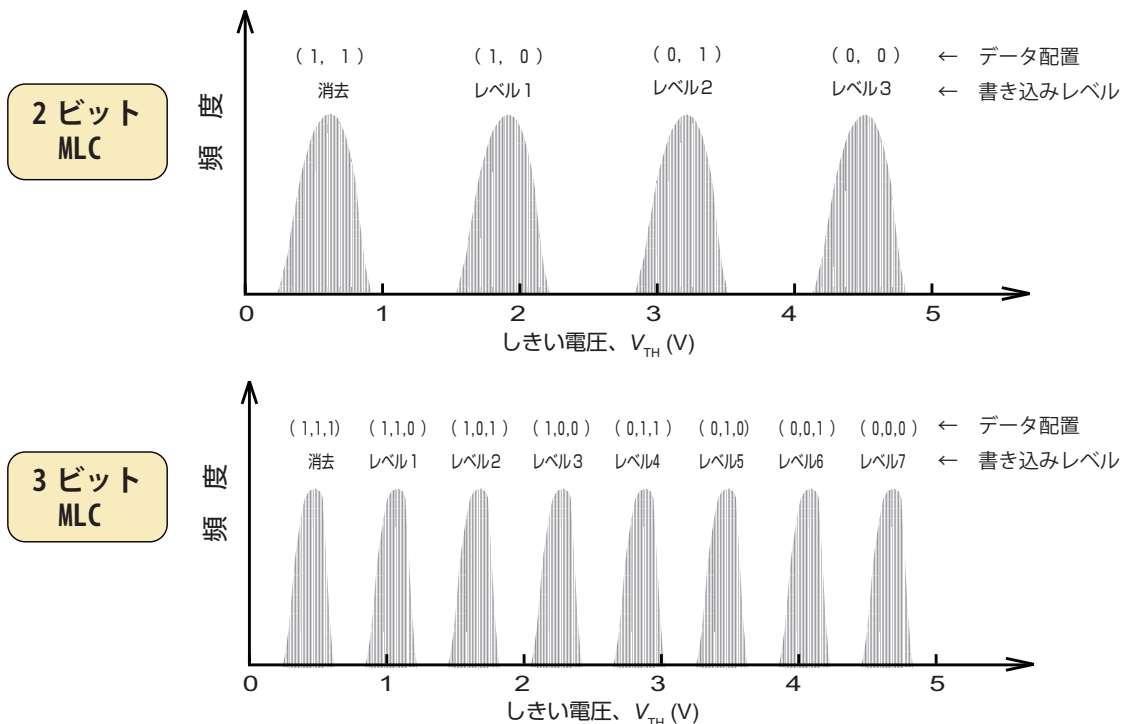 ( 1, 1 ) ( 1, 0 ) ( 0, 1 ) ( 0, 0 ) ← データ配置
消去 レベル1 レベル2 レベル3 ← 書き込みレベル
2 ビット
MLC
頻 度
0 1 2 3 4 5
しきい電圧、VTH (V)
( 1,1,1) ( 1,1,0 ) ( 1,0,1 ) ( 1,0,0 ) ( 0,1,1 ) ( 0,1,0) ( 0,0,1 ) ( 0,0,0 ) ← データ配置
消去 レベル1 レベル2 レベル3 レベル4 レベル5 レベル6 レベル7 ← 書き込みレベル
3 ビット
MLC
頻 度
0 1 2 3 4 5
しきい電圧、VTH (V)